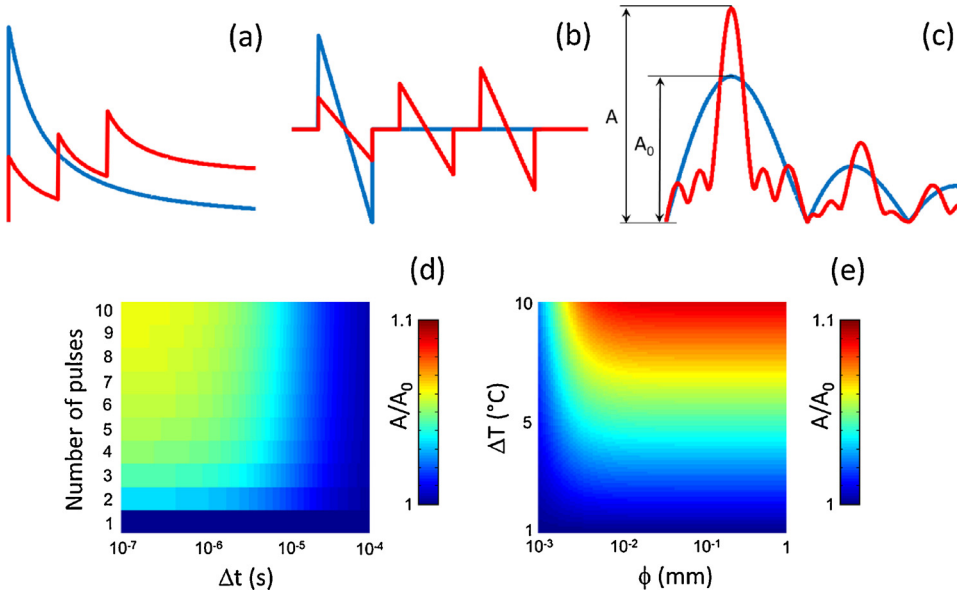 (a)
(b)
(c)
A
A0
(d)
(e)
Number of pulses
10
9
8
7
6
5
4
3
2
1
10-7
10-6
10-5
10-4
Δt (s)
1.1
A/A0
1
ΔT (°C)
10
5
1
10-3
10-2
10-1
1
ϕ (mm)
1.1
A/A0
1